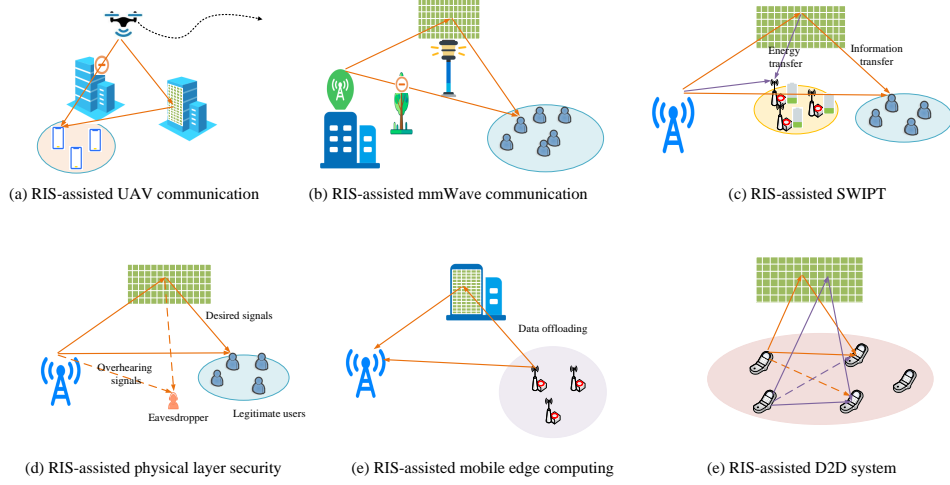 Energy
transfer
Information
transfer
(a) RIS-assisted UAV communication
(b) RIS-assisted mmWave communication
(c) RIS-assisted SWIPT
Desired signals
Overhearing
signals
Eavesdropper
Legitimate users
Data offloading
(d) RIS-assisted physical layer security
(e) RIS-assisted mobile edge computing
(e) RIS-assisted D2D system